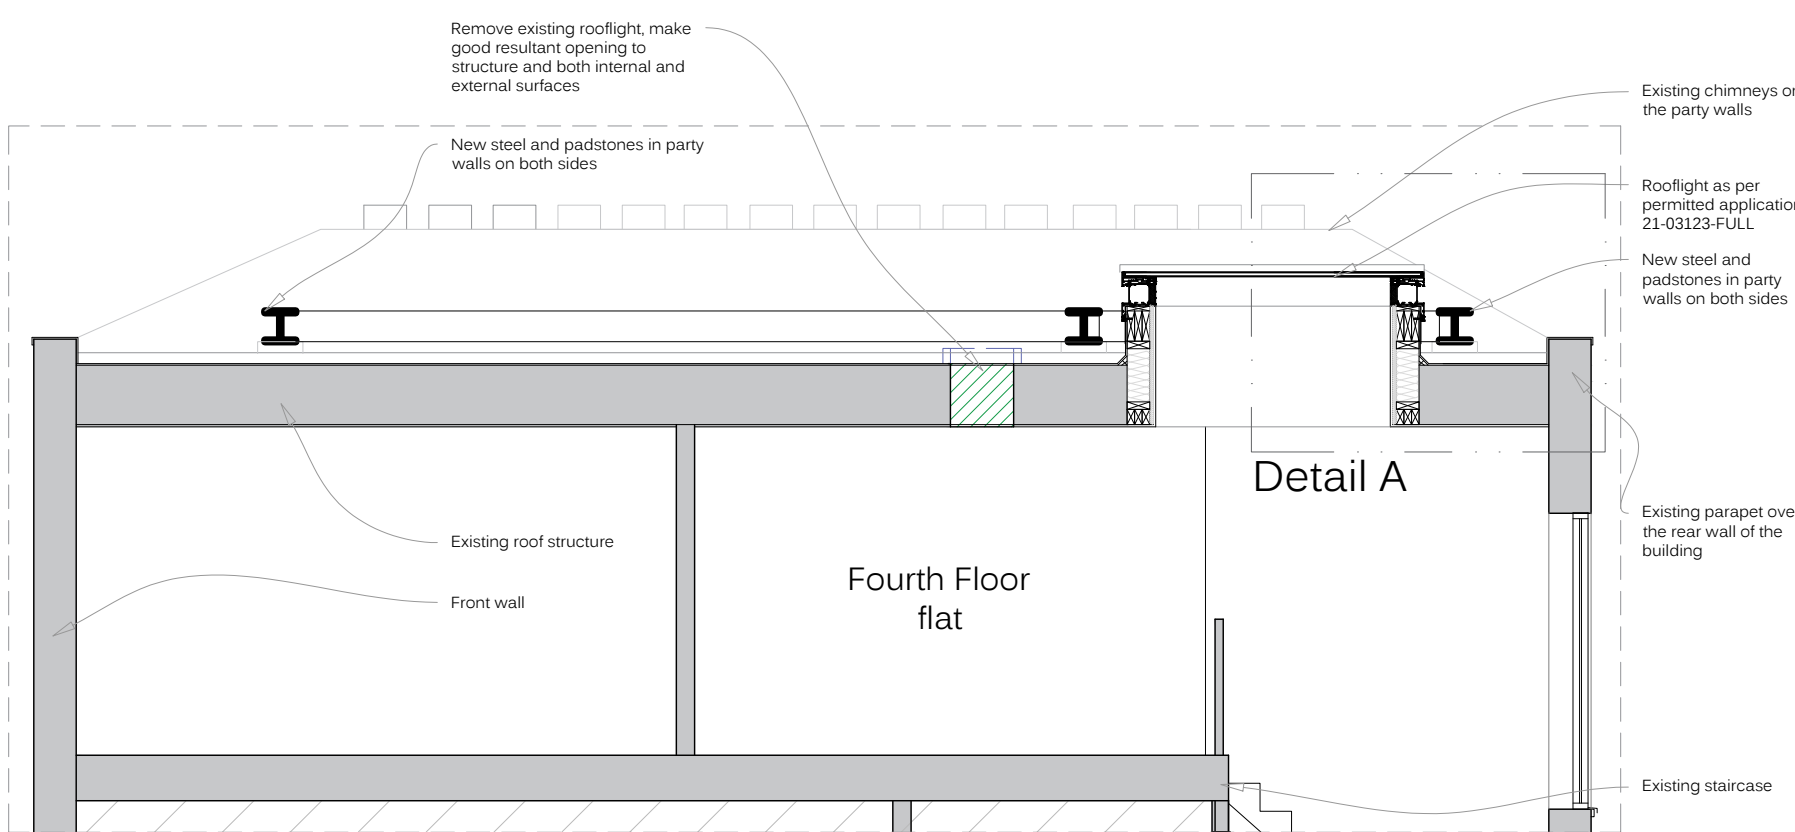 Remove existing rooflight, make
good resultant opening to
structure and both internal and
external surfaces
New steel and padstones in party
walls on both sides
Existing chimneys
the party walls
Rooflight as per
permitted
21-03123-FULL
New steel and
padstones in party
walls on both sides
Detail A
Existing parapet
the rear wall of the
building
Existing roof structure
Fourth Floor
flat
Front wall
Existing staircase